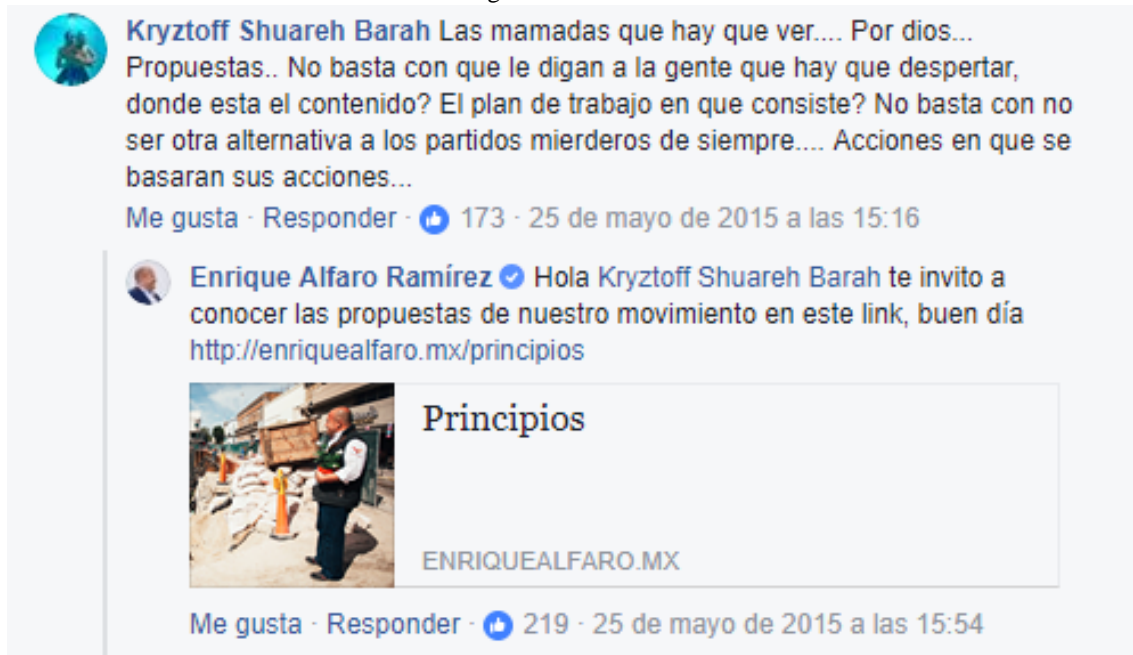 Kryztoff Shuareh Barah Las mamadas que hay que ver.... Por dios...
Propuestas.. No basta con que le digan a la gente que hay que despertar,
donde esta el contenido? El plan de trabajo en que consiste? No basta con no
ser otra alternativa a los partidos mierderos de siempre.... Acciones en que se
basaran sus acciones...
Me gusta · Responder · 173 · 25 de mayo de 2015 a las 15:16
Enrique Alfaro Ramírez Hola Kryztoff Shuareh Barah te invito a
conocer las propuestas de nuestro movimiento en este link, buen día
http://enriquealfaro.mx/principios
Principios
ENRIQUEALFARO.MX
Me gusta · Responder · 219 · 25 de mayo de 2015 a las 15:54